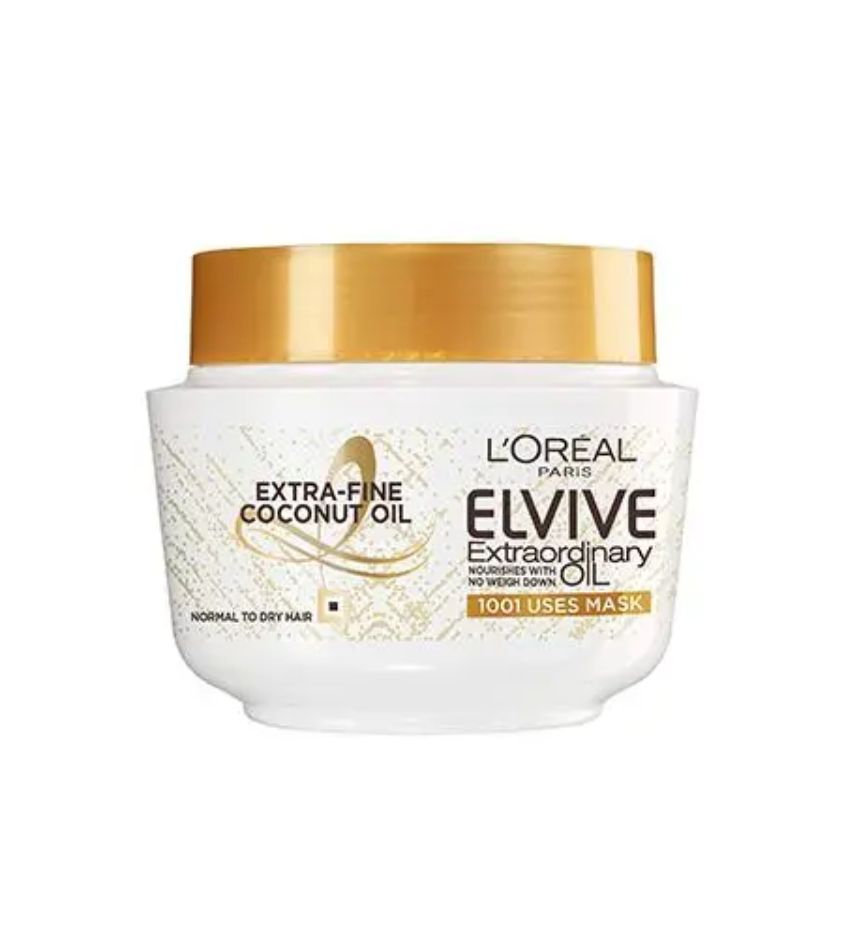 EXTRA-FINE
COCONUT OIL
NORMAL TO DRY HAIR
L'ORÉAL
PARIS
ELVIVE
Extraordinary
NOURISHES WITH
NO WEIGH DOWN
OIL
1001 USES MASK